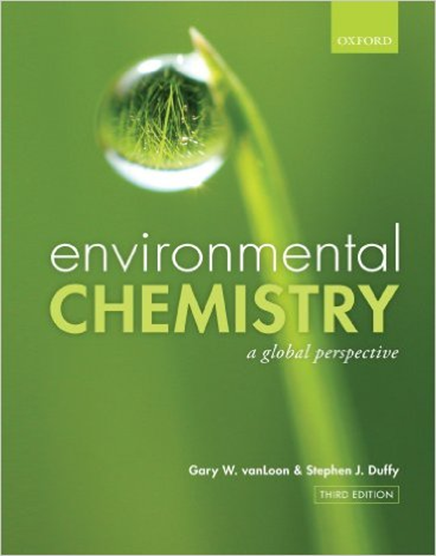 OXFORD
environmental
CHEMISTRY
a global perspective
Gary W. vanLoon & Stephen J. Duffy
THIRD EDITION